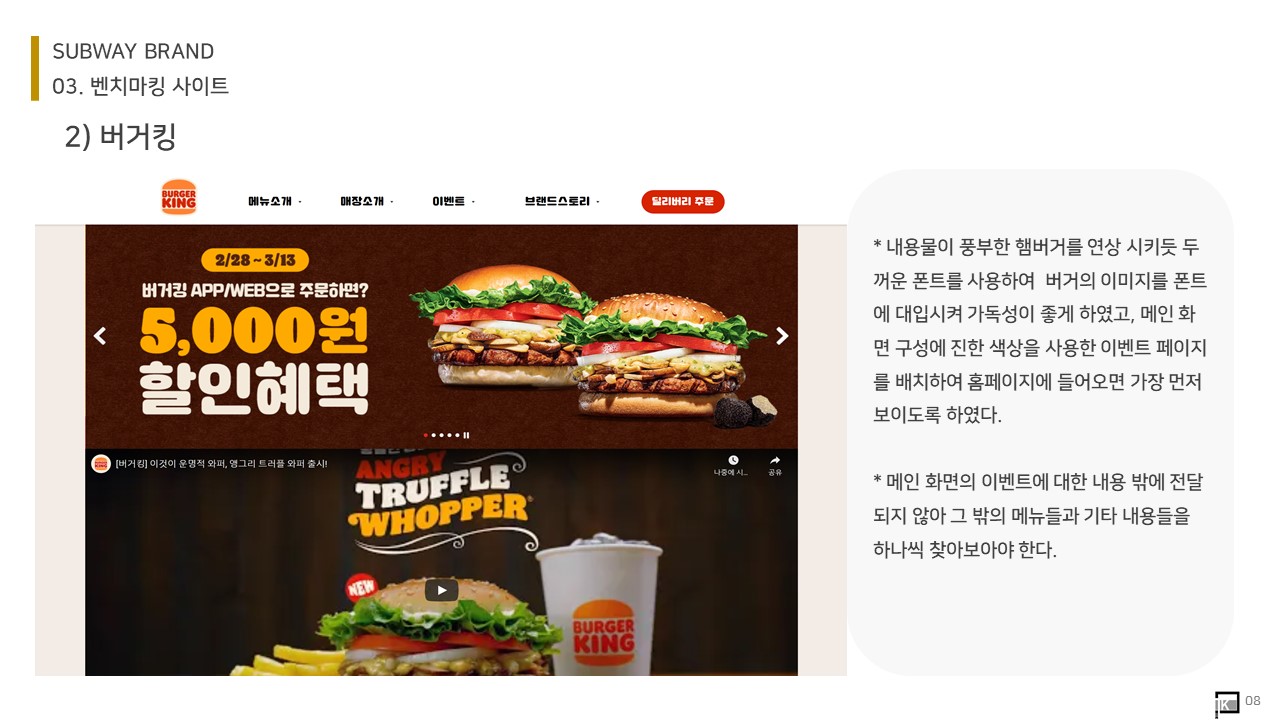 SUBWAY BRAND
03. 벤치마킹 사이트
2) 버거킹
BURGER
KING
메뉴소개
매장소개
이벤트
브랜드스토리
딜리버리 주문
2/28 ~ 3/13
버거킹 APP/WEB으로 주문하면?
5,000원
할인혜택
[버거킹] 이것이 운명적 와퍼, 앵그리 트러플 와퍼 출시!
나중에 시...
공유
ANGRY
TRUFFLE
WHOPPER
NEW
BURGER
KING
* 내용물이 풍부한 햄버거를 연상 시키듯 두
꺼운 폰트를 사용하여 버거의 이미지를 폰트
에 대입시켜 가독성이 좋게 하였고, 메인 화
면 구성에 진한 색상을 사용한 이벤트 페이지
를 배치하여 홈페이지에 들어오면 가장 먼저
보이도록 하였다.
* 메인 화면의 이벤트에 대한 내용 밖에 전달
되지 않아 그 밖의 메뉴들과 기타 내용들을
하나씩 찾아보아야 한다.
08